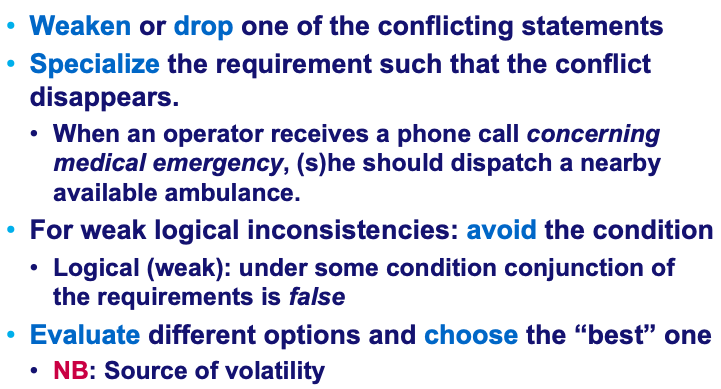 • Weaken or drop one of the conflicting statements
• Specialize the requirement such that the conflict
disappears.
• When an operator receives a phone call concerning
medical emergency, (s)he should dispatch a nearby
available ambulance.
• For weak logical inconsistencies: avoid the condition
• Logical (weak): under some condition conjunction of
the requirements is false
• Evaluate different options and choose the “best” one
• NB: Source of volatility